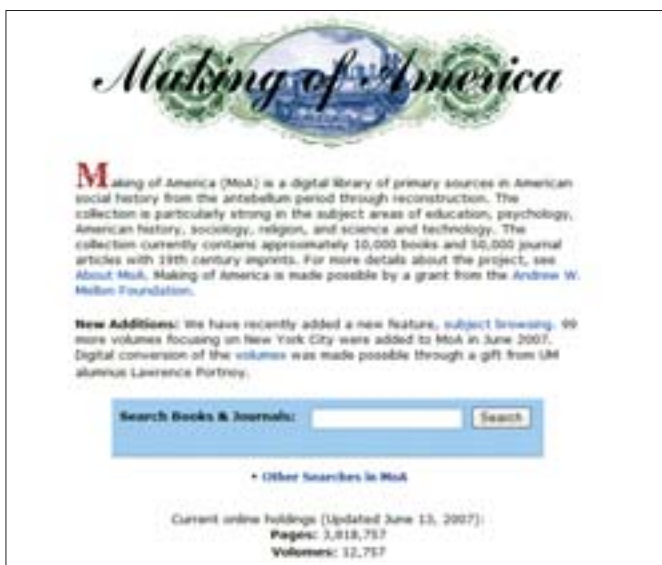 Making of America
Making of America (MoA) is a digital library of primary sources in American
social history from the antebellum period through reconstruction. The
collection is particularly strong in the subject areas of education, psychology,
American history, sociology, religion, and science and technology. The
collection currently contains approximately 10,000 books and 50,000 journal
articles with 19th century imprints. For more details about the project, see
About MoA. Making of America is made possible by a grant from the Andrew W.
Mellon Foundation.
New Additions: We have recently added a new feature, subject browsing. 99
more volumes focusing on New York City were added to MoA in June 2007.
Digital conversion of the volumes was made possible through a gift from UM
alumnus Lawrence Portnoy.
Search Books & Journals: Search
• Other Searches in MoA
Current online holdings (Updated June 13, 2007):
Pages: 3,818,757
Volumes: 12,757